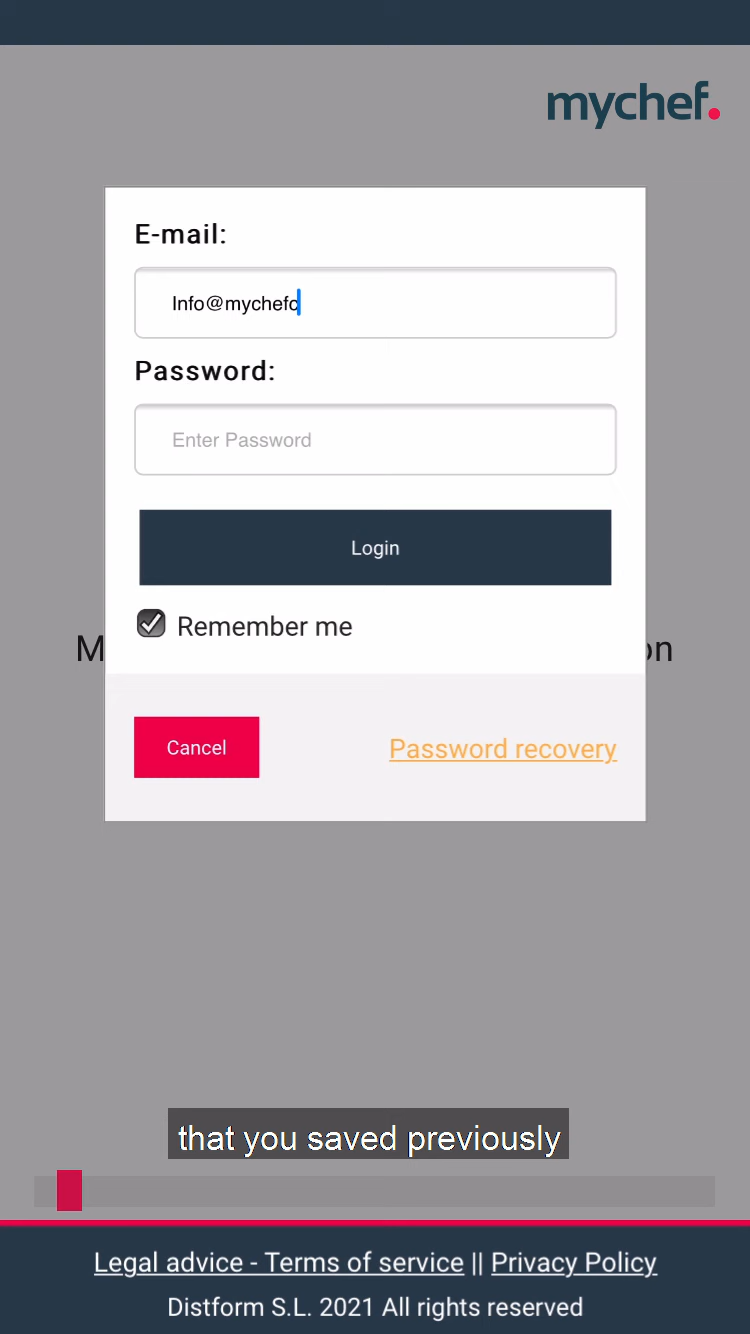 mychef.
E-mail:
Info@mychefc
Password:
Enter Password
Login
Remember me
M on
Cancel
Password recovery
that you saved previously
Legal advice - Terms of service || Privacy Policy
Distform S.L. 2021 All rights reserved